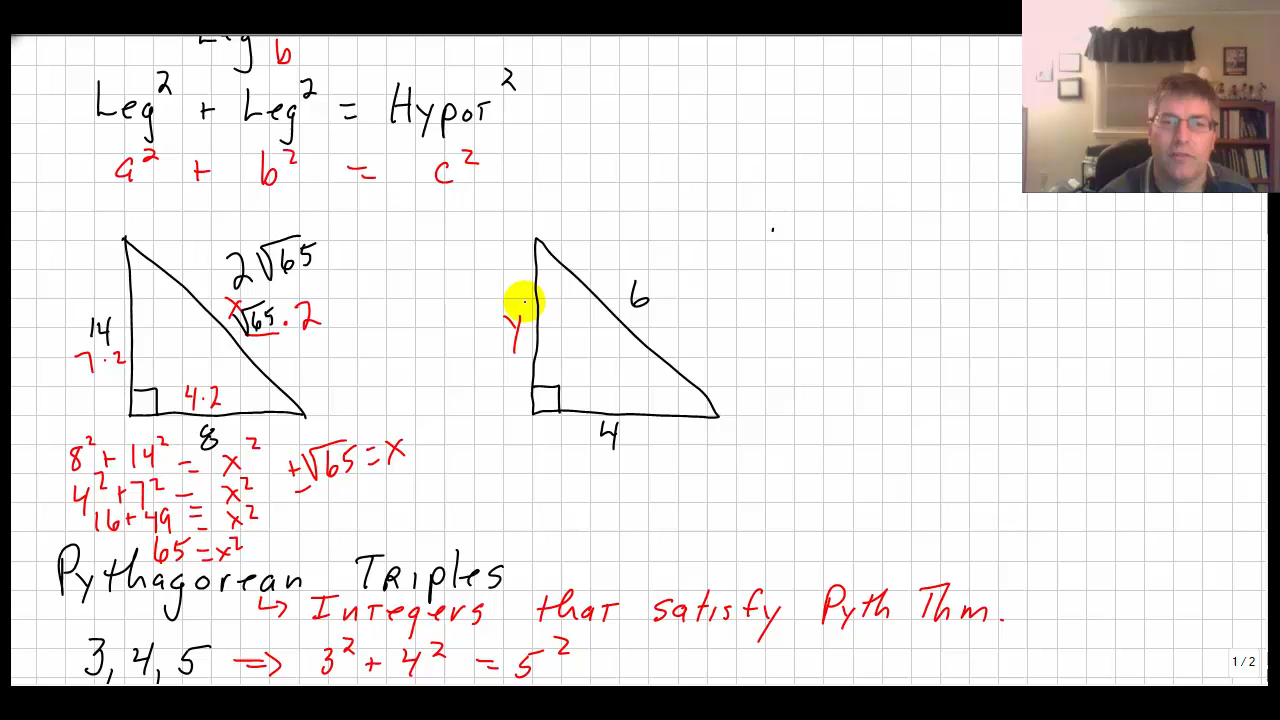 Leg
b
Leg² + Leg² = Hypot²
a² + b² = c²
2√65
x
√65 · 2
14
7·2
4·2
8
6
y
4
8² + 14² = x²
4² + 7² = x²
16 + 49 = x²
65 = x²
±√65 = x
Pythagorean Triples
↳ Integers that satisfy Pyth Thm.
3, 4, 5 ⇒ 3² + 4² = 5²
1 / 2